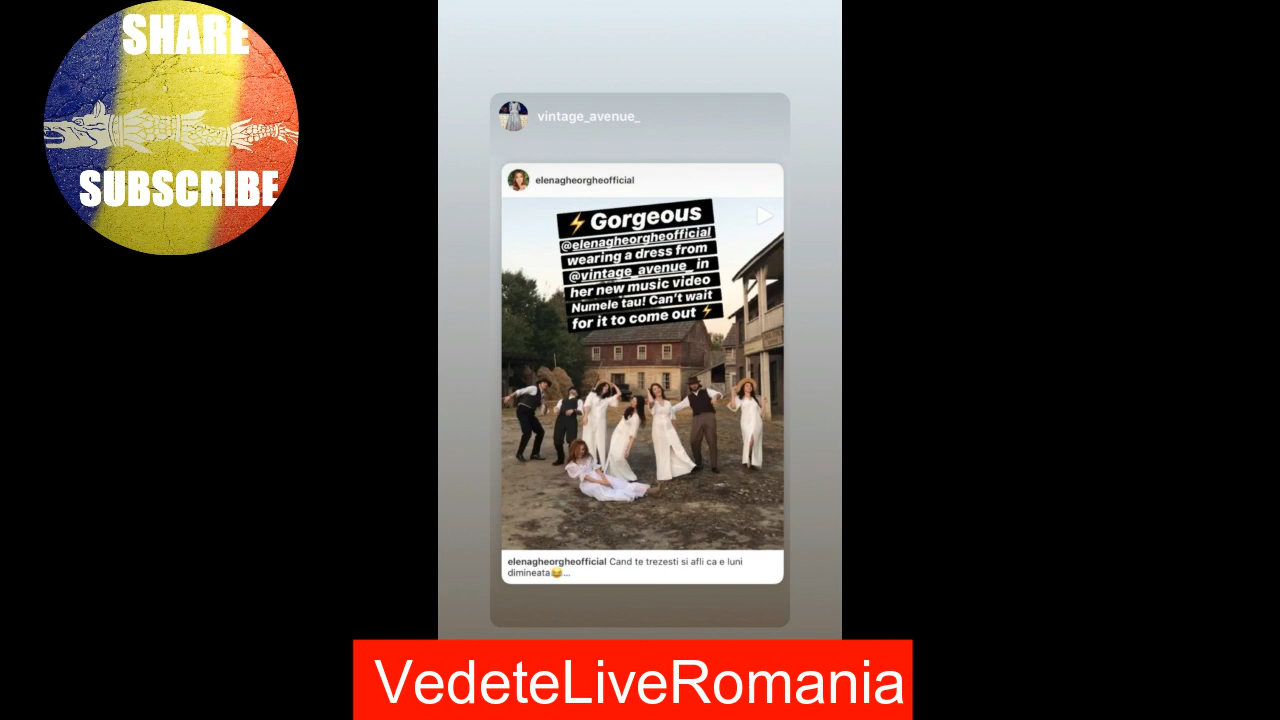 SHARE
SUBSCRIBE
vintage_avenue_
elenagheorgheofficial
⚡Gorgeous
@elenagheorgheofficial
wearing a dress from
@vintage_avenue_ in
her new music video
Numele tau! Can't wait
for it to come out ⚡
elenagheorgheofficial Cand te trezesti si afli ca e luni
dimineata😂...
VedeteLiveRomania